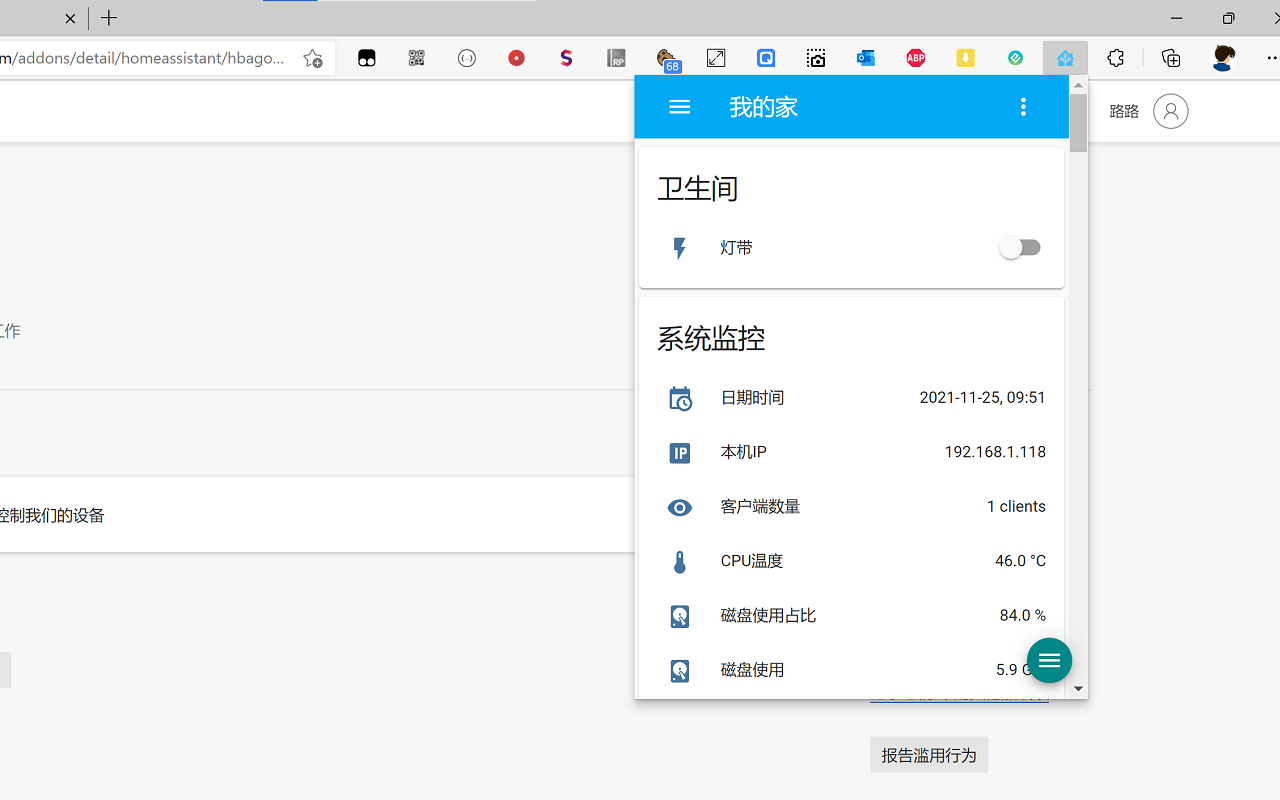 m/addons/detail/homeassistant/hbago...
RP
68
ABP
我的家
路路
卫生间
灯带
工作
系统监控
日期时间 2021-11-25, 09:51
IP 本机IP 192.168.1.118
控制我们的设备
客户端数量 1 clients
CPU温度 46.0 °C
磁盘使用占比 84.0 %
磁盘使用 5.9
报告滥用行为